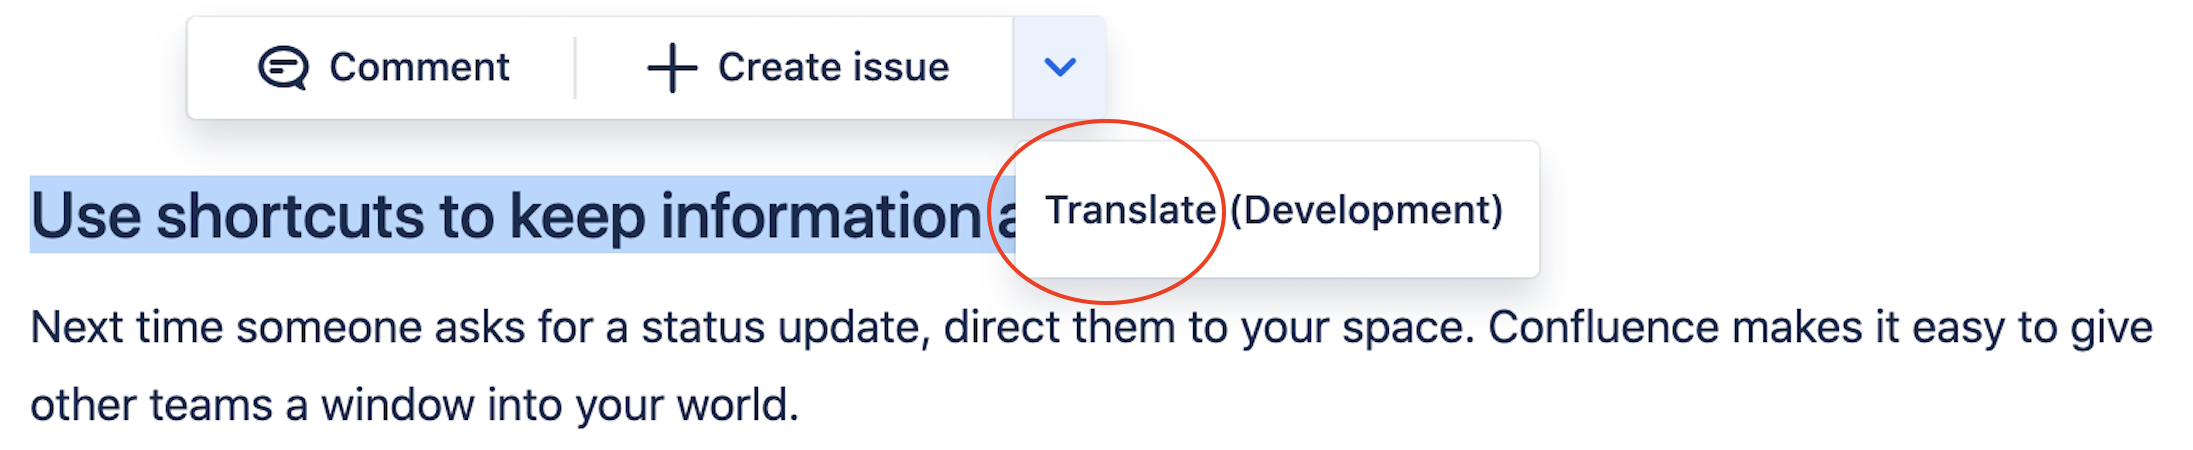 Comment
Create issue
Use shortcuts to keep information
Translate (Development)
Next time someone asks for a status update, direct them to your space. Confluence makes it easy to give
other teams a window into your world.